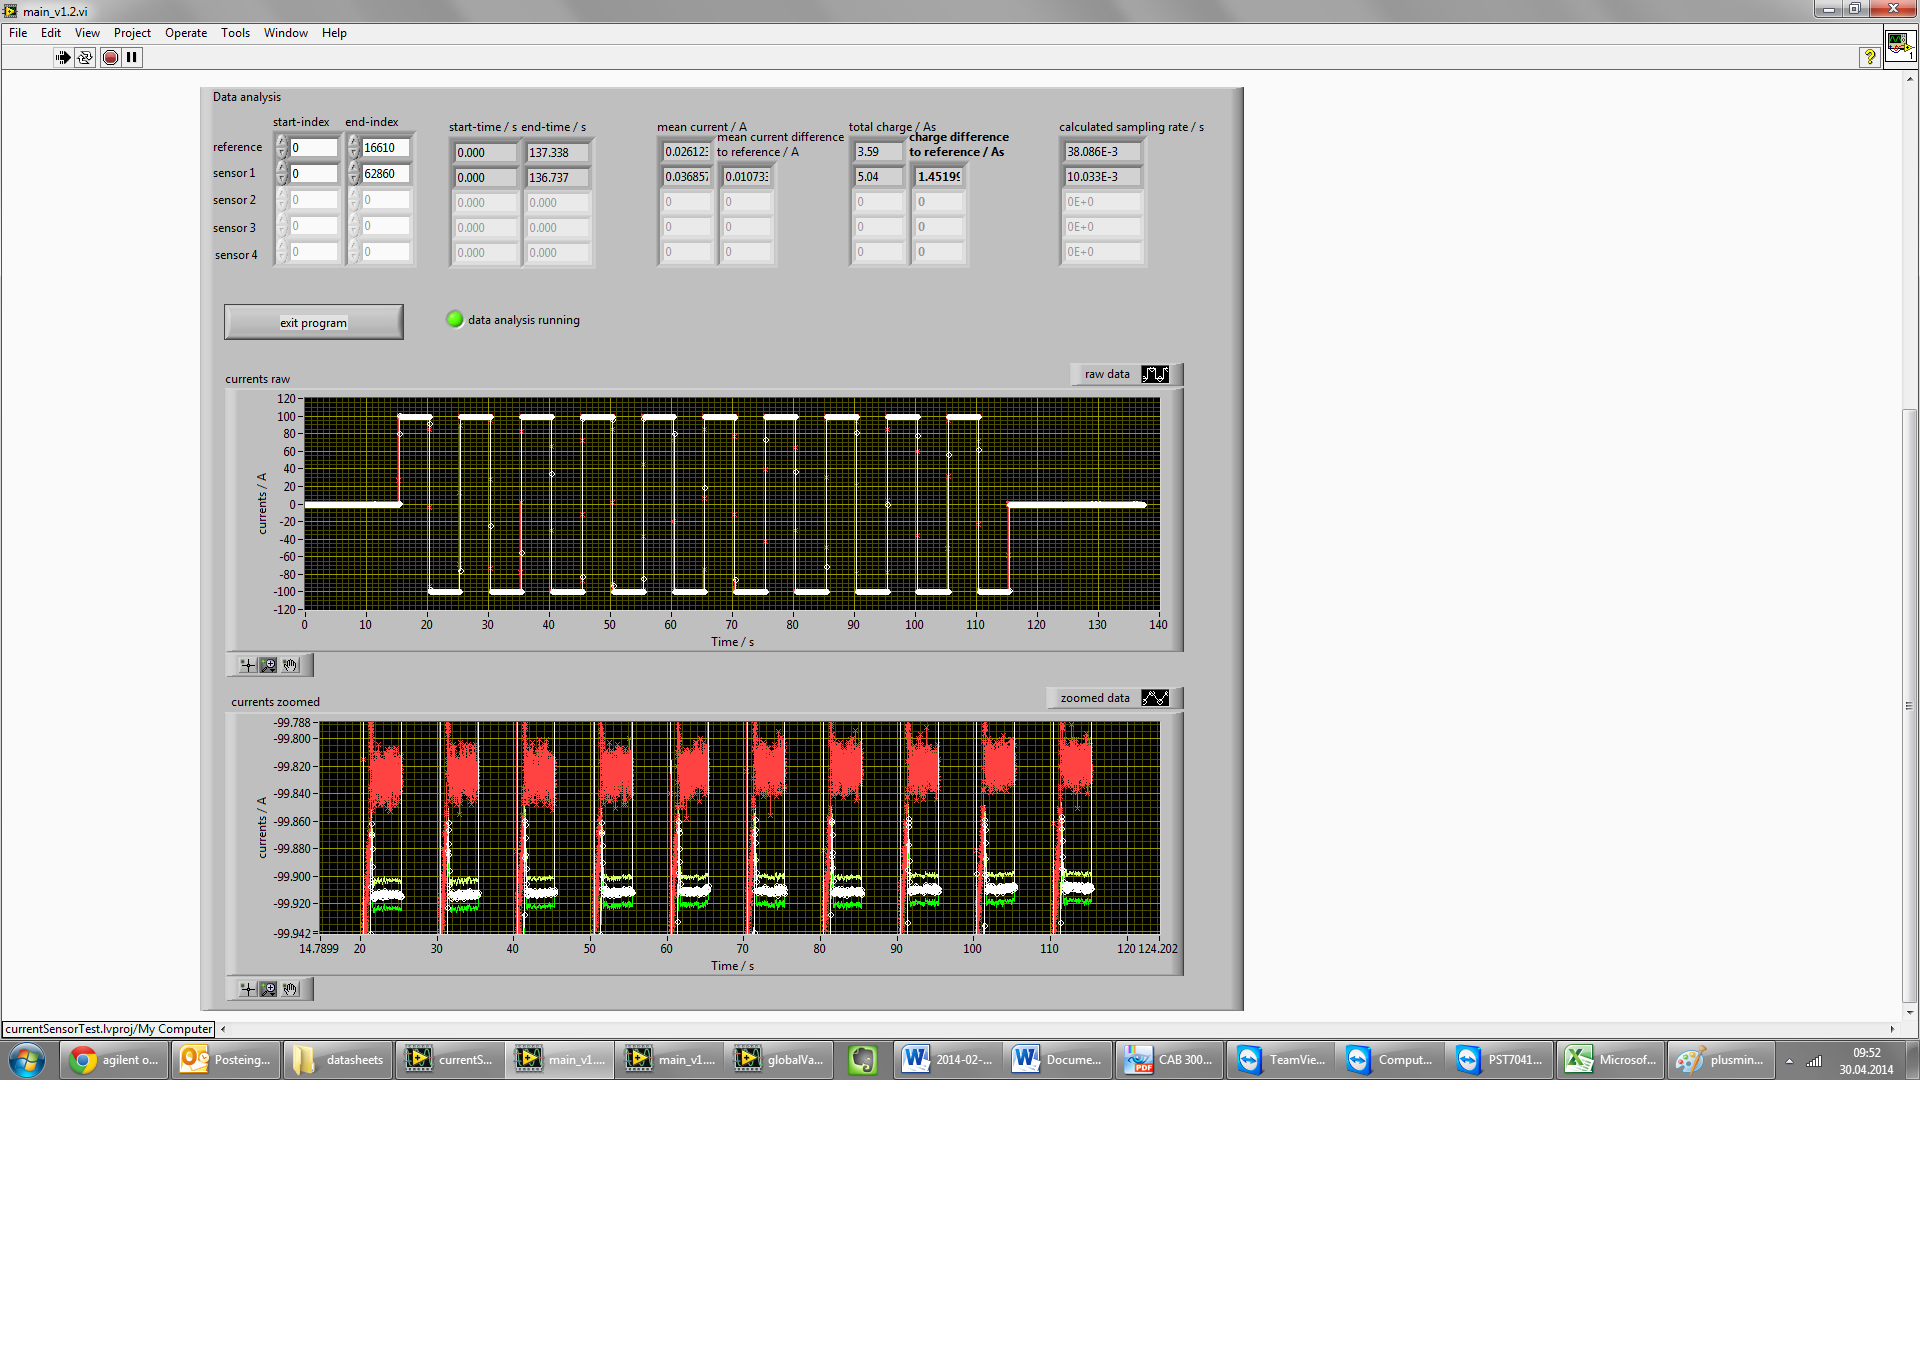 main_v1.2.vi
File Edit View Project Operate Tools Window Help
Data analysis
start-index end-index start-time / s end-time / s mean current / A total charge / As calculated sampling rate / s
mean current difference to reference / A
charge difference to reference / As
reference 0 16610 0.000 137.338 3.59 38.086E-3
sensor 1 0 62860 0.000 136.737 5.04 10.033E-3
sensor 2 0 0 0.000 0.000 0 0 0 0 0E+0
sensor 3 0 0 0.000 0.000 0 0 0 0 0E+0
sensor 4 0 0 0.000 0.000 0 0 0 0 0E+0
exit program data analysis running
currents raw raw data
120
100
80
60
40
20
0
-20
-40
-60
-80
-100
-120
currents / A
0 10 20 30 40 50 60 70 80 90 100 110 120 130 140
Time / s
currents zoomed zoomed data
-99.788
-99.800
-99.820
-99.840
-99.860
-99.880
-99.900
-99.920
-99.942
currents / A
14.7899 20 30 40 50 60 70 80 90 100 110 120 124.202
Time / s
currentSensorTest.lvproj/My Computer
agilent o... Posteing... datasheets currentS... main_v1.... main_v1.... globalVa... 2014-02-... Docume... CAB 300... TeamVie... Comput... PST7041... Microsof... plusmin... 09:52
30.04.2014